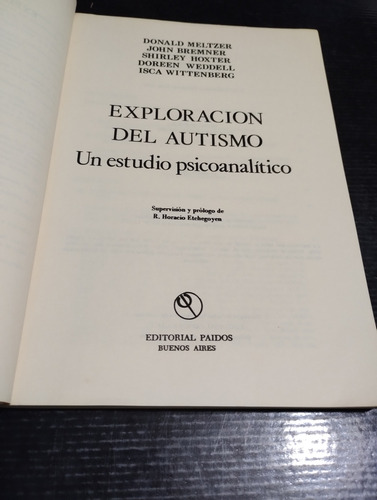 DONALD MELTZER
JOHN BREMNER
SHIRLEY HOXTER
DOREEN WEDDELL
ISCA WITTENBERG
EXPLORACION
DEL AUTISMO
Un estudio psicoanalítico
Supervisión y prólogo de
R. Horacio Etchegoyen
EDITORIAL PAIDOS
BUENOS AIRES